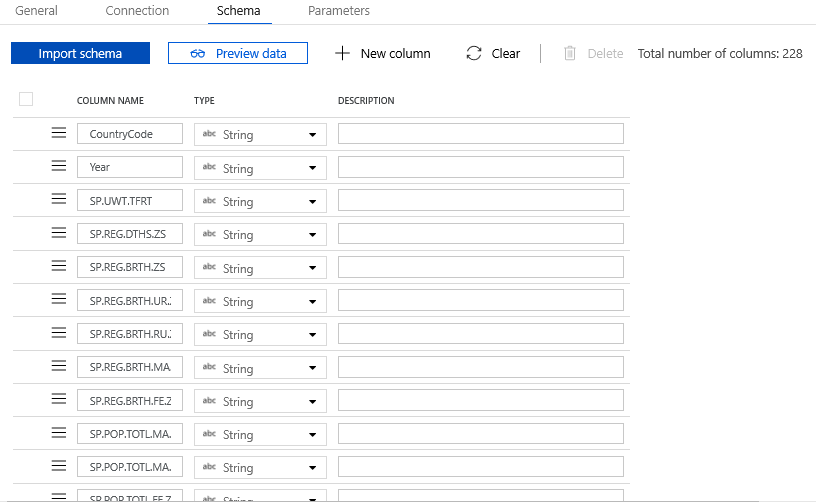 General Connection Schema Parameters
Import schema Preview data New column Clear Delete Total number of columns: 228
COLUMN NAME TYPE DESCRIPTION
CountryCode abc String
Year abc String
SP.UWT.TFRT abc String
SP.REG.DTHS.ZS abc String
SP.REG.BRTH.ZS abc String
SP.REG.BRTH.UR.Z abc String
SP.REG.BRTH.RU.Z abc String
SP.REG.BRTH.MA. abc String
SP.REG.BRTH.FE.Z abc String
SP.POP.TOTL.MA. abc String
SP.POP.TOTL.MA. abc String
SP.POP.TOTL.FE.Z abc String